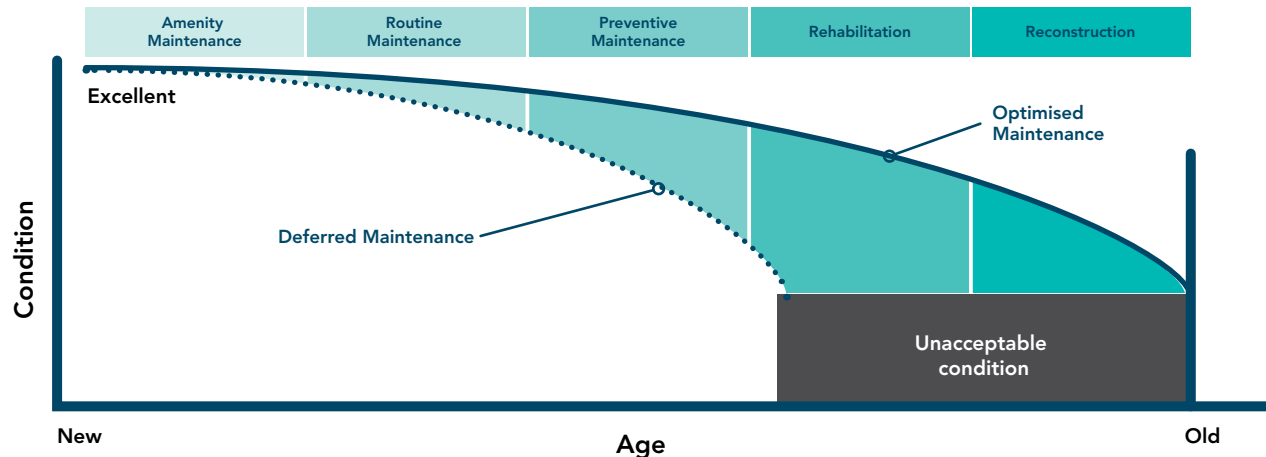 Amenity
Maintenance
Routine
Maintenance
Preventive
Maintenance
Rehabilitation
Reconstruction
Excellent
Optimised
Maintenance
Deferred Maintenance
Condition
Unacceptable
condition
New
Age
Old